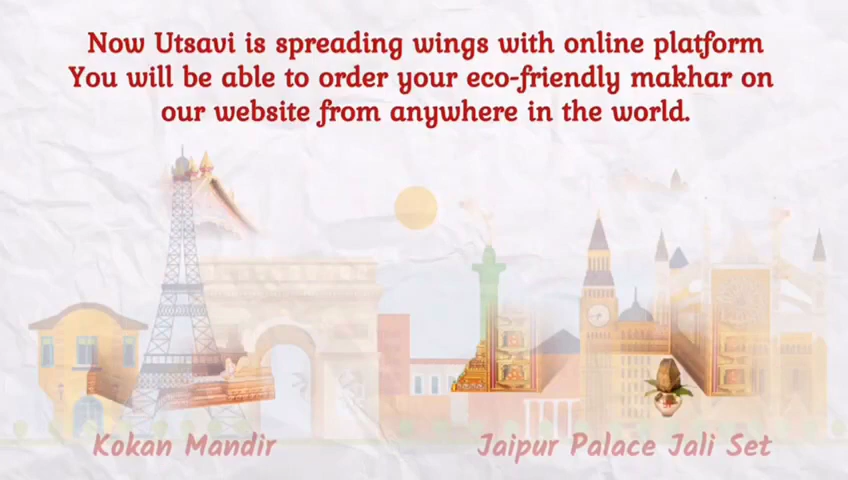 Now Utsavi is spreading wings with online platform
You will be able to order your eco-friendly makhar on
our website from anywhere in the world.
Kokan Mandir
Jaipur Palace Jali Set